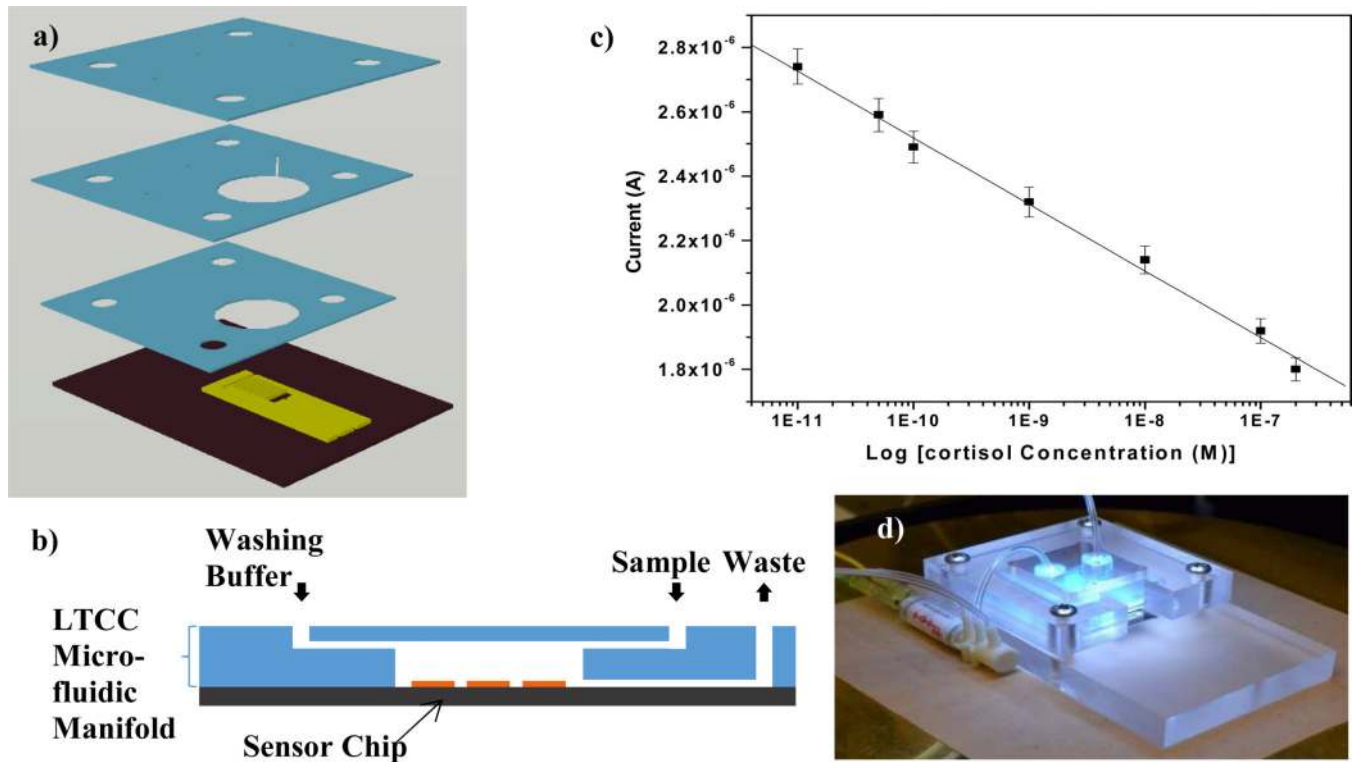 a)
c)
2.8x10⁻⁶
2.6x10⁻⁶
2.4x10⁻⁶
2.2x10⁻⁶
2.0x10⁻⁶
1.8x10⁻⁶
Current (A)
1E-11 1E-10 1E-9 1E-8 1E-7
Log [cortisol Concentration (M)]
b)
Washing
Buffer
Sample Waste
LTCC
Micro-
fluidic
Manifold
Sensor Chip
d)